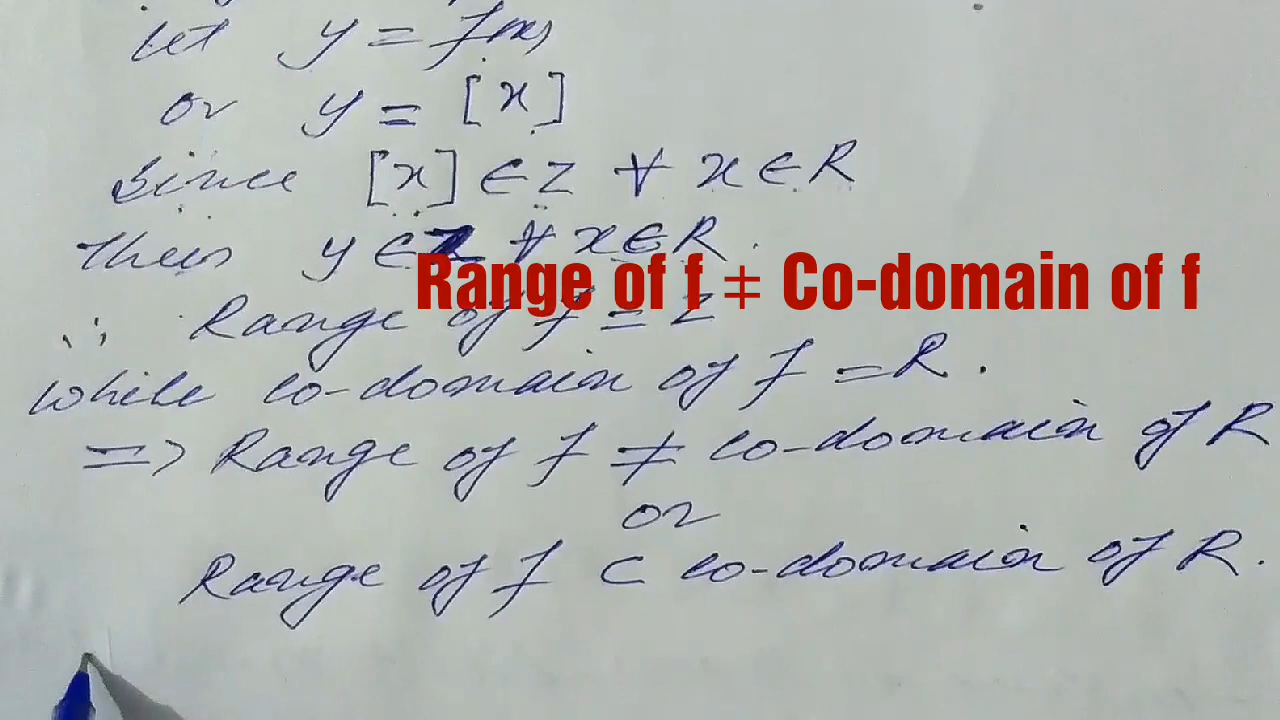 Let y = f(x)
or y = [x]
Since [x] ∈ Z ∀ x ∈ R
Thus y ∈ Z ∀ x ∈ R.
Range of f ≠ Co-domain of f
∴ Range of f = Z
while co-domain of f = R.
=> Range of f ≠ co-domain of R
or
Range of f ⊂ co-domain of R.